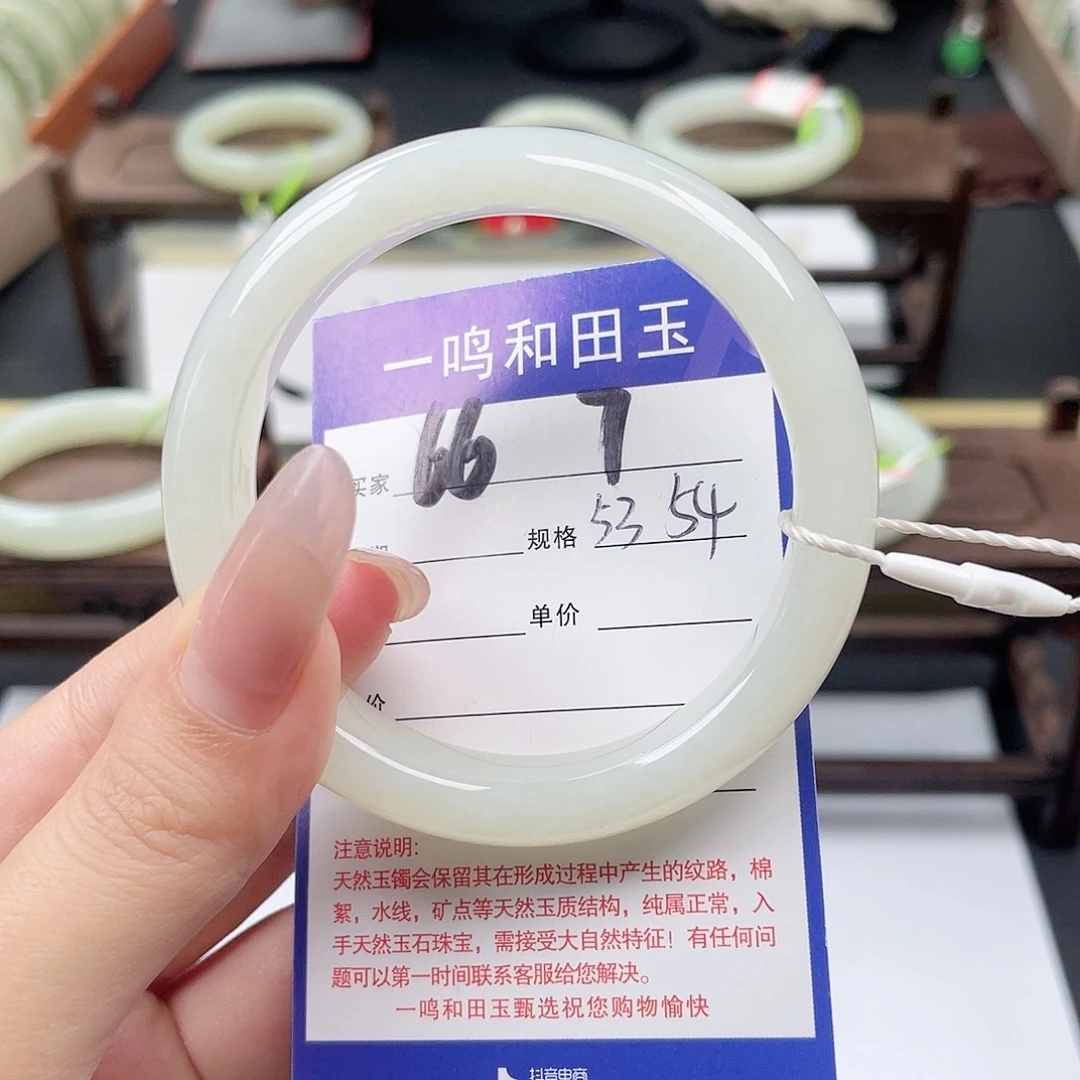 一鸣和田玉
买家 66 7
规格 53 54
单价
价
注意说明:
天然玉镯会保留其在形成过程中产生的纹路，棉
絮，水线，矿点等天然玉质结构，纯属正常，入
手天然玉石珠宝，需接受大自然特征！有任何问
题可以第一时间联系客服给您解决。
一鸣和田玉甄选祝您购物愉快
抖音电商